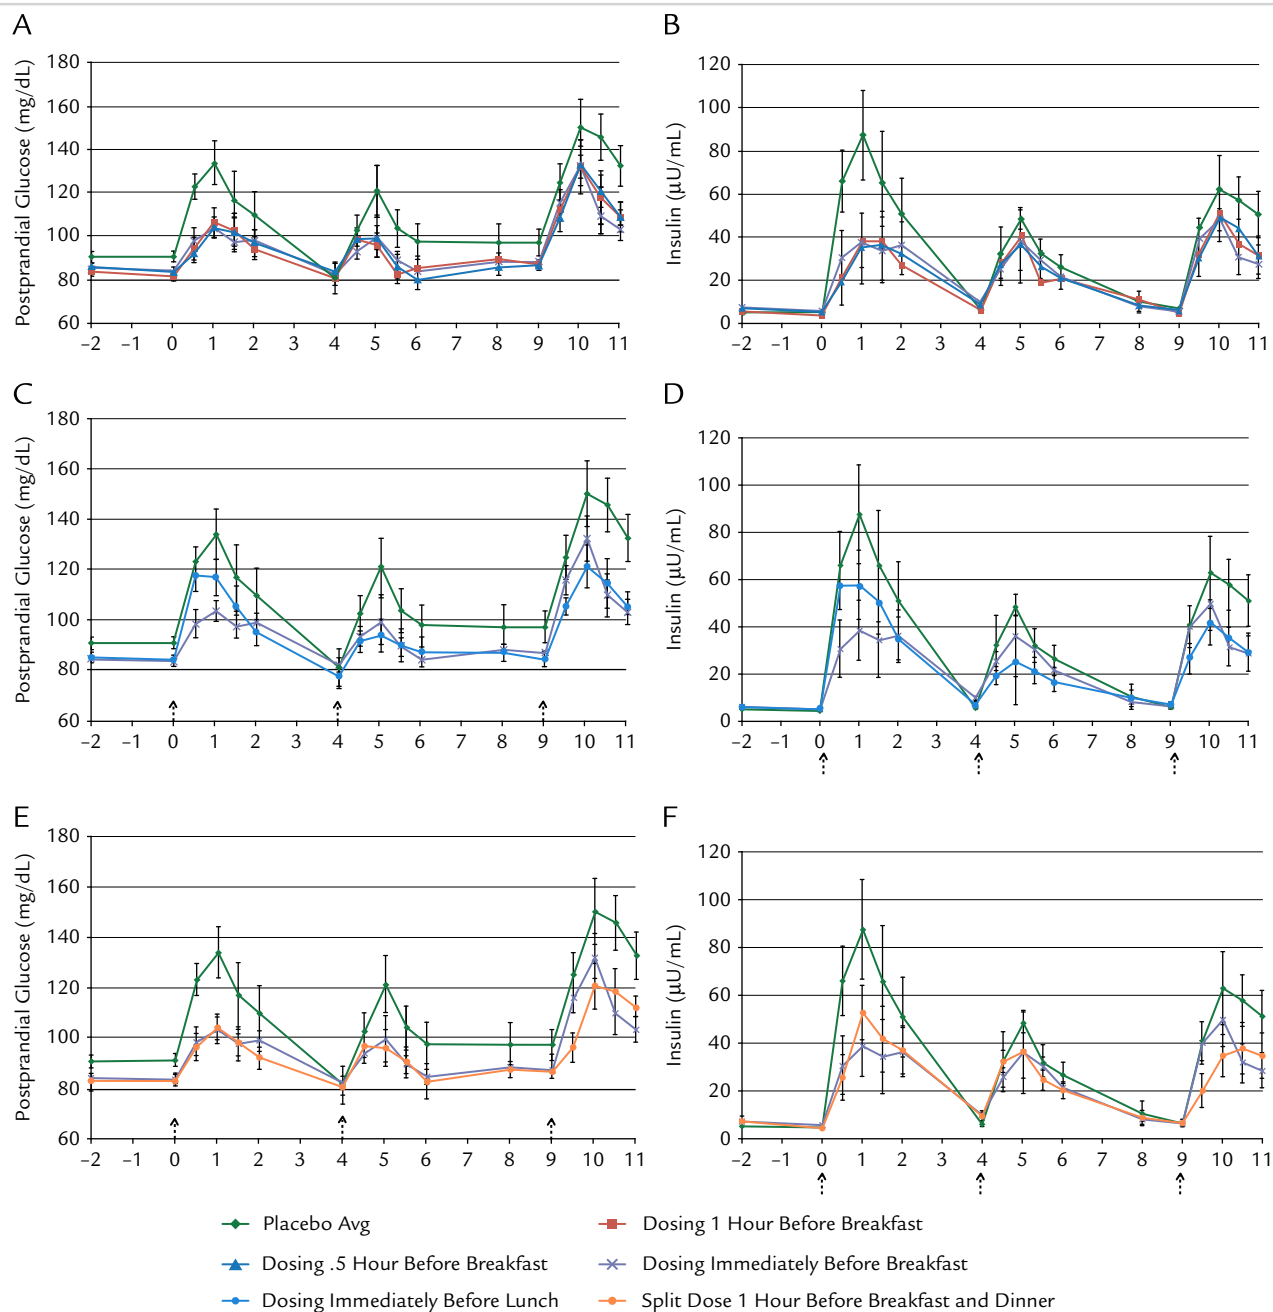 A
B
Postprandial Glucose (mg/dL)
180
160
140
120
100
80
60
–2 –1 0 1 2 3 4 5 6 7 8 9 10 11
Insulin (µU/mL)
120
100
80
60
40
20
0
–2 –1 0 1 2 3 4 5 6 7 8 9 10 11
C
D
Postprandial Glucose (mg/dL)
180
160
140
120
100
80
60
–2 –1 0 1 2 3 4 5 6 7 8 9 10 11
Insulin (µU/mL)
120
100
80
60
40
20
0
–2 –1 0 1 2 3 4 5 6 7 8 9 10 11
E
F
Postprandial Glucose (mg/dL)
180
160
140
120
100
80
60
–2 –1 0 1 2 3 4 5 6 7 8 9 10 11
Insulin (µU/mL)
120
100
80
60
40
20
0
–2 –1 0 1 2 3 4 5 6 7 8 9 10 11
Placebo Avg
Dosing 1 Hour Before Breakfast
Dosing .5 Hour Before Breakfast
Dosing Immediately Before Breakfast
Dosing Immediately Before Lunch
Split Dose 1 Hour Before Breakfast and Dinner